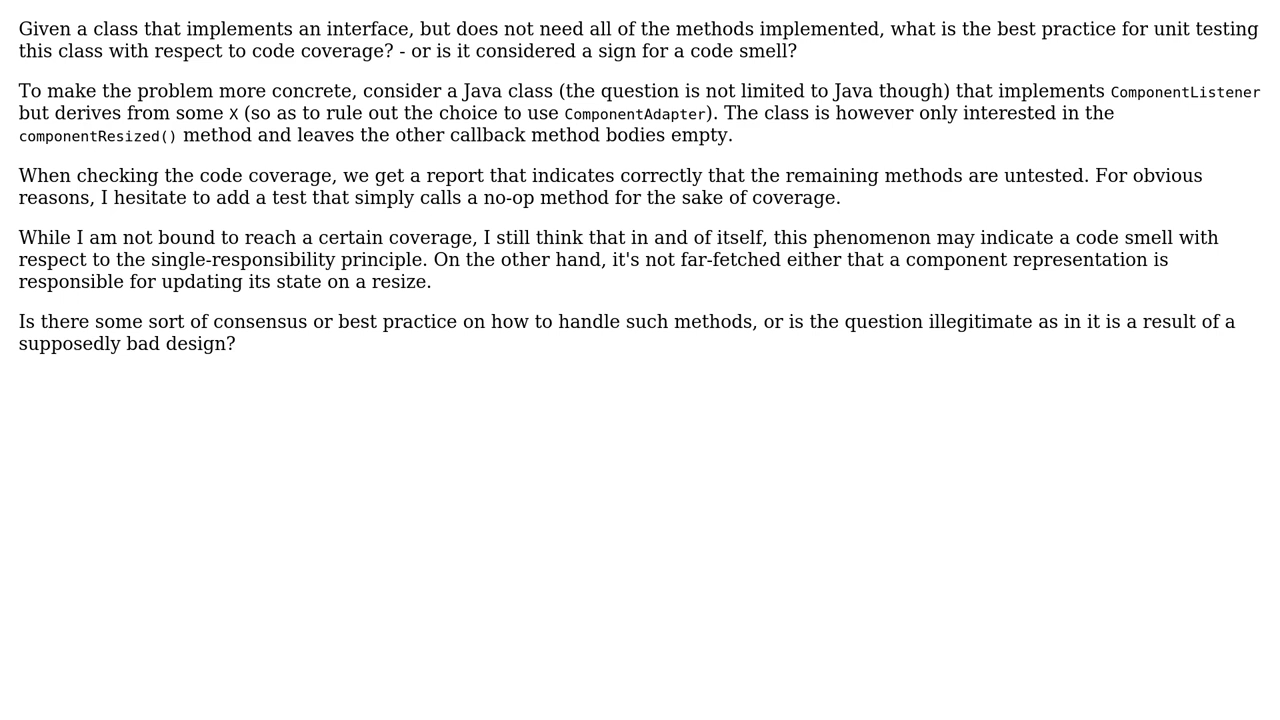 Given a class that implements an interface, but does not need all of the methods implemented, what is the best practice for unit testing
this class with respect to code coverage? - or is it considered a sign for a code smell?
To make the problem more concrete, consider a Java class (the question is not limited to Java though) that implements ComponentListener
but derives from some X (so as to rule out the choice to use ComponentAdapter). The class is however only interested in the
componentResized() method and leaves the other callback method bodies empty.
When checking the code coverage, we get a report that indicates correctly that the remaining methods are untested. For obvious
reasons, I hesitate to add a test that simply calls a no-op method for the sake of coverage.
While I am not bound to reach a certain coverage, I still think that in and of itself, this phenomenon may indicate a code smell with
respect to the single-responsibility principle. On the other hand, it's not far-fetched either that a component representation is
responsible for updating its state on a resize.
Is there some sort of consensus or best practice on how to handle such methods, or is the question illegitimate as in it is a result of a
supposedly bad design?